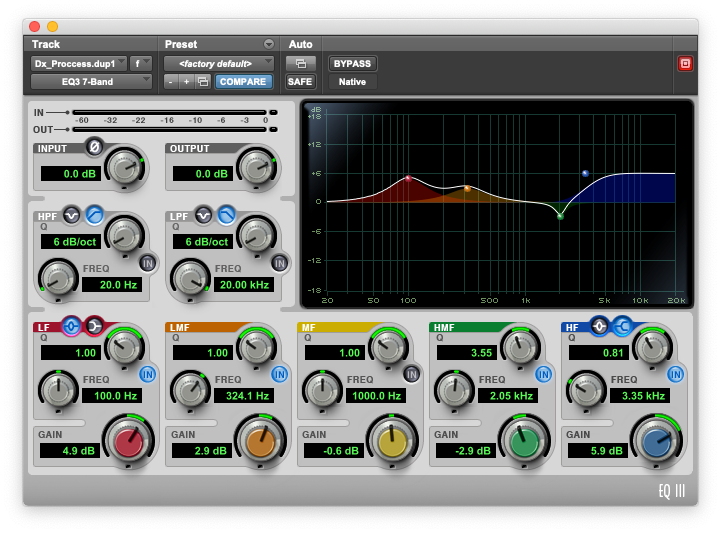 Track Preset Auto
Dx_Proccess.dup1 f <factory default> BYPASS
EQ3 7-Band - + COMPARE SAFE Native
IN
-60 -32 -22 -16 -10 -6 -3 0
OUT
INPUT Ø OUTPUT
0.0 dB 0.0 dB
HPF LPF
Q Q
6 dB/oct 6 dB/oct
IN IN
FREQ FREQ
20.0 Hz 20.00 kHz
dB
+18
+12
+6
0
-6
-12
-18
20 50 100 500 1k 5k 10k 20k
LF LMF MF HMF HF
Q Q Q Q Q
1.00 1.00 1.00 3.55 0.81
IN IN IN IN IN
FREQ FREQ FREQ FREQ FREQ
100.0 Hz 324.1 Hz 1000.0 Hz 2.05 kHz 3.35 kHz
GAIN GAIN GAIN GAIN GAIN
4.9 dB 2.9 dB -0.6 dB -2.9 dB 5.9 dB
EQ III